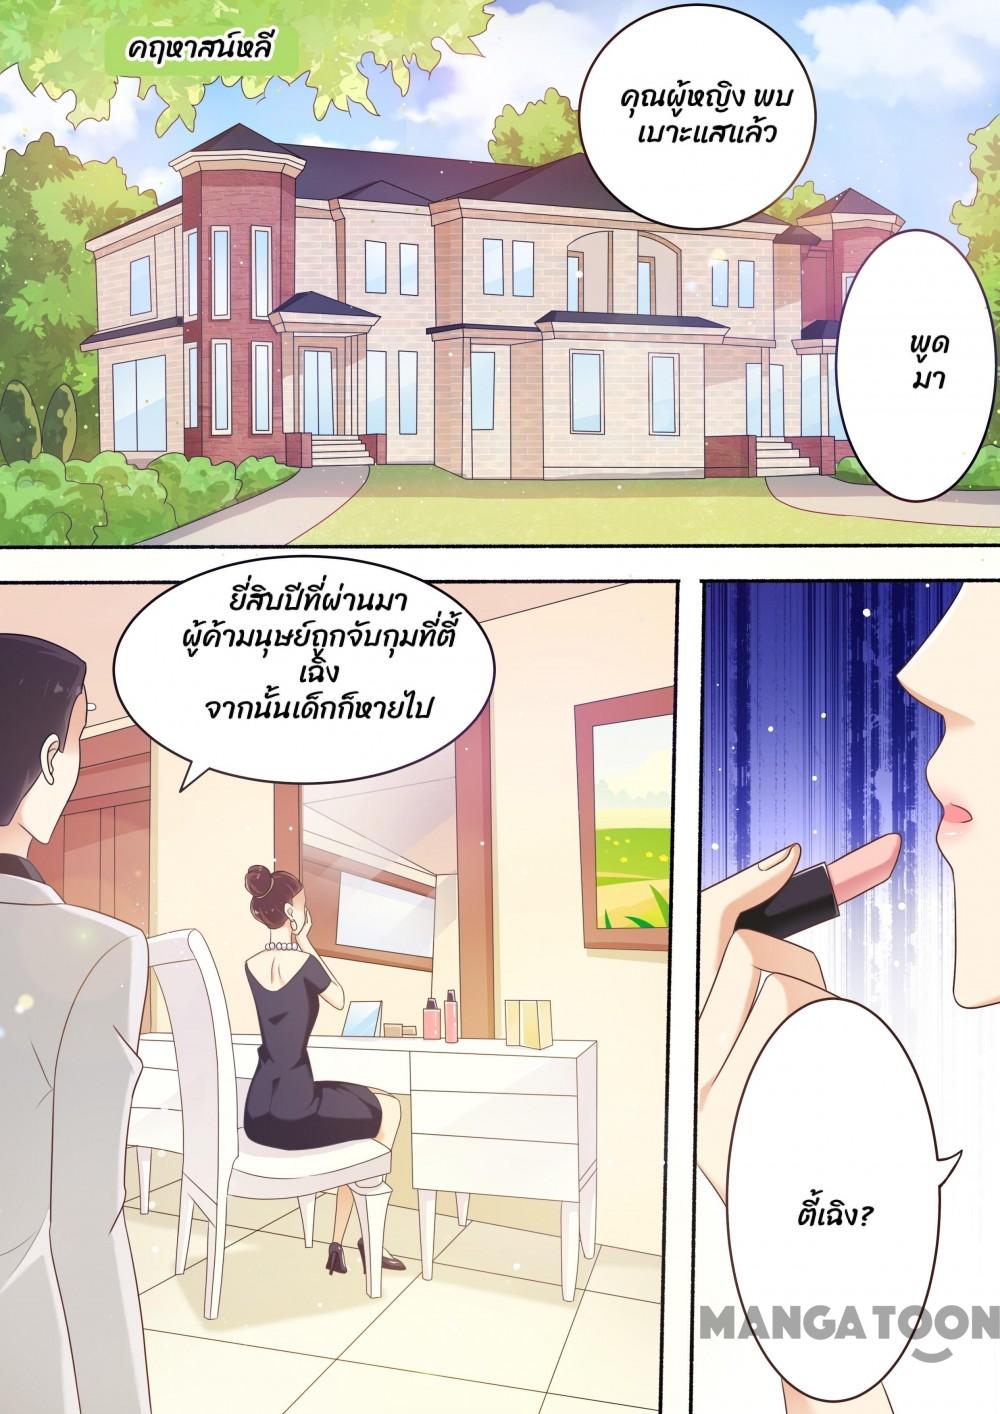 คฤหาสน์หลี
คุณผู้หญิง พบ
เบาะแสแล้ว
พูด
มา
ยี่สิบปีที่ผ่านมา
ผู้ค้ามนุษย์ถูกจับกุมที่ตี้
เฉิง
จากนั้นเด็กก็หายไป
ตี้เฉิง?
MANGATOON